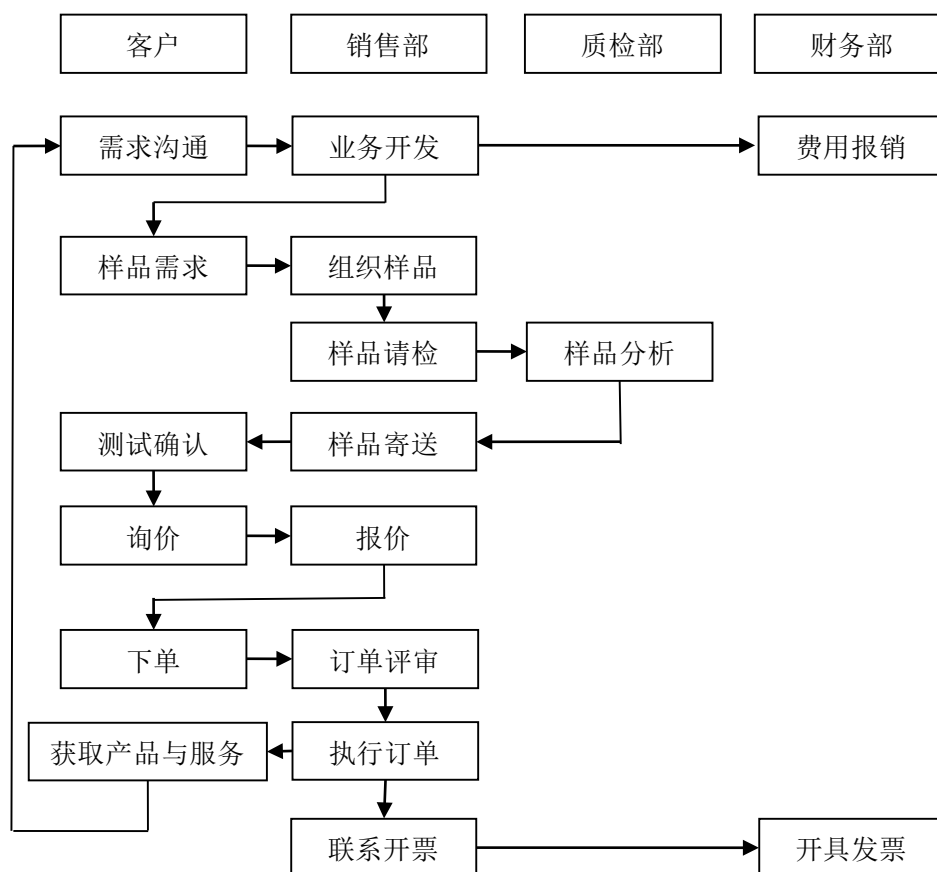 客户 销售部 质检部 财务部
需求沟通 业务开发 费用报销
样品需求 组织样品
样品请检 样品分析
测试确认 样品寄送
询价 报价
下单 订单评审
获取产品与服务 执行订单
联系开票 开具发票